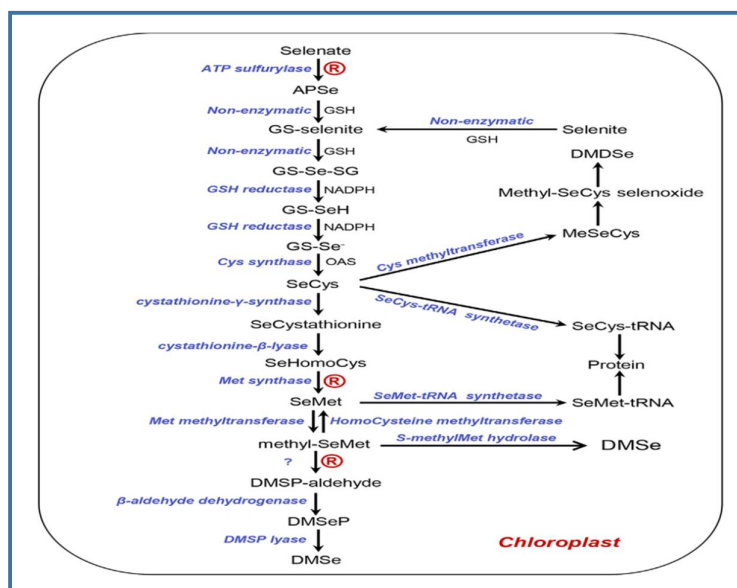 Selenate
ATP sulfurylase R
APSe
Non-enzymatic GSH
GS-selenite
Non-enzymatic
GSH
Selenite
Non-enzymatic GSH
GS-Se-SG
GSH reductase NADPH
GS-SeH
GSH reductase NADPH
GS-Se-
Cys synthase OAS
SeCys
DMDSe
Methyl-SeCys selenoxide
MeSeCys
Cys methyltransferase
SeCys-tRNA synthetase
SeCys-tRNA
Protein
SeMet-tRNA
cystathionine-γ-synthase
SeCystathionine
cystathionine-β-lyase
SeHomoCys
Met synthase R
SeMet
SeMet-tRNA synthetase
Met methyltransferase HomoCysteine methyltransferase
methyl-SeMet
S-methylMet hydrolase
DMSe
? R
DMSP-aldehyde
β-aldehyde dehydrogenase
DMSeP
DMSP lyase
DMSe
Chloroplast